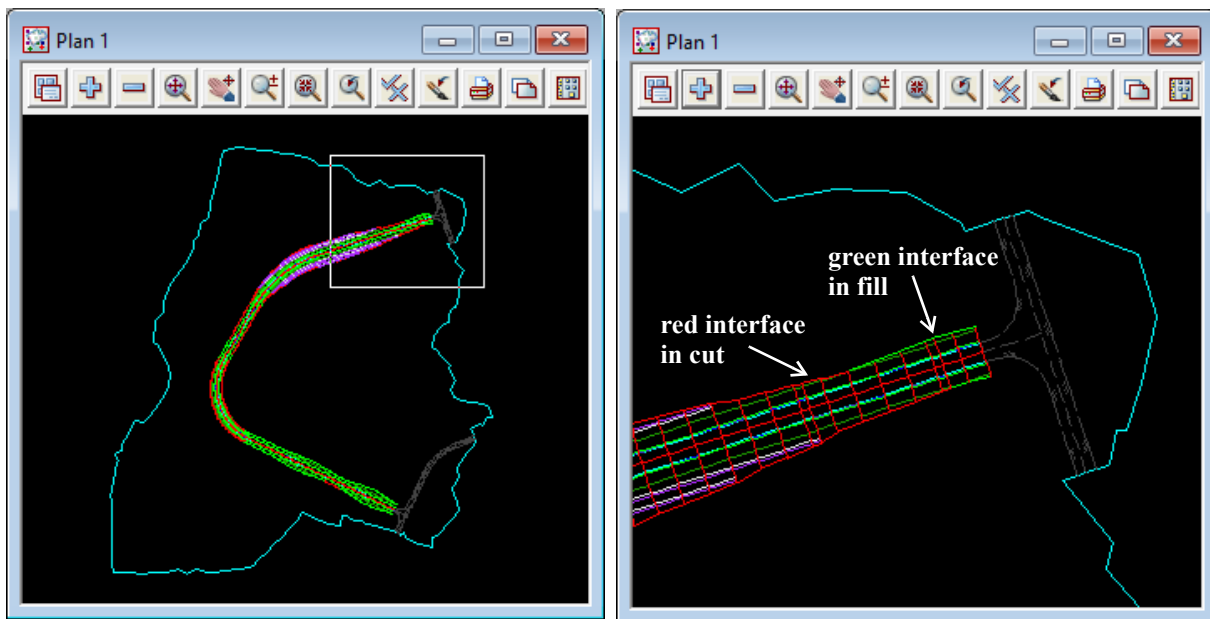 Plan 1
Plan 1
green interface
in fill
red interface
in cut